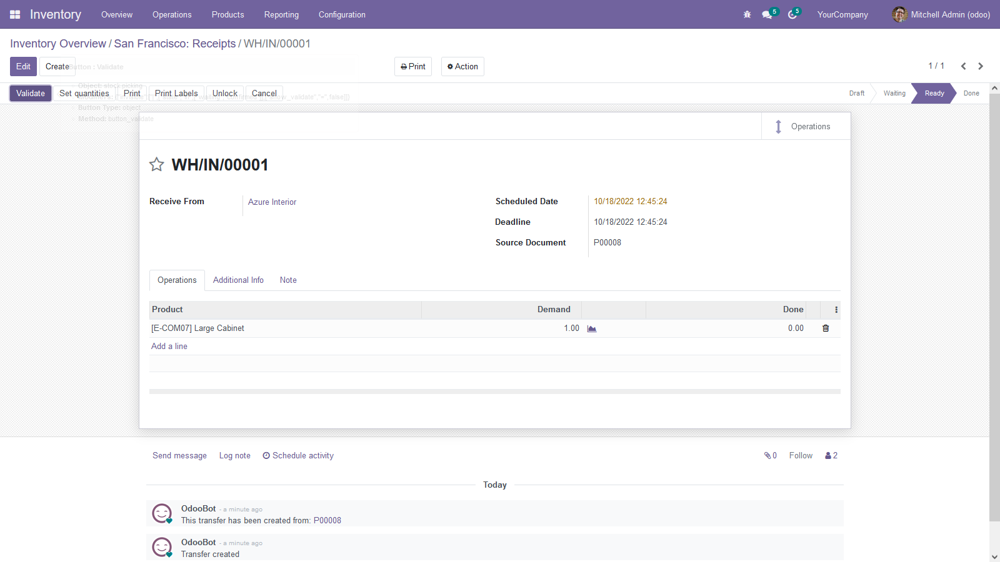 Inventory Overview Operations Products Reporting Configuration 5 5 YourCompany Mitchell Admin (odoo)
Inventory Overview / San Francisco: Receipts / WH/IN/00001
Edit Create Print Action 1 / 1
Button : Validate
Object: stock.picking
Validate Set quantities Print Print Labels Unlock Cancel Draft Waiting Ready Done
Button Type: object
Method: button_validate
Operations
WH/IN/00001
Receive From Azure Interior Scheduled Date 10/18/2022 12:45:24
Deadline 10/18/2022 12:45:24
Source Document P00008
Operations Additional Info Note
Product Demand Done
[E-COM07] Large Cabinet 1.00 0.00
Add a line
Send message Log note Schedule activity 0 Follow 2
Today
OdooBot - a minute ago
This transfer has been created from: P00008
OdooBot - a minute ago
Transfer created